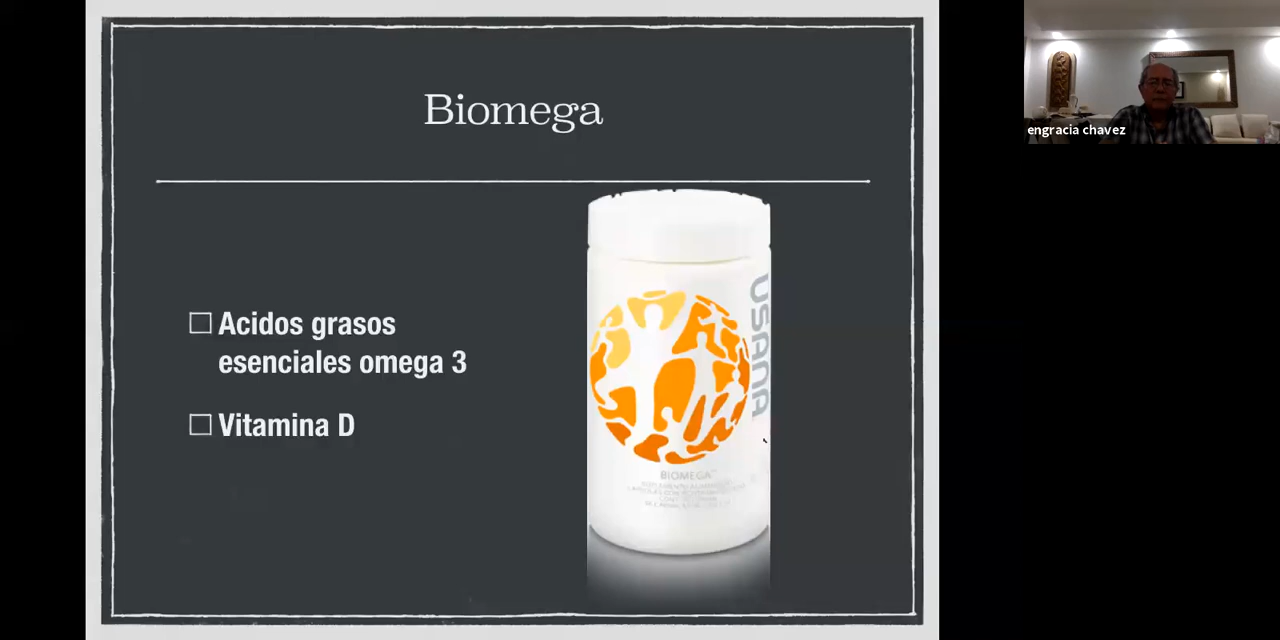 Biomega
Acidos grasos
esenciales omega 3
Vitamina D
USANA
BIOMEGA
engracia chavez